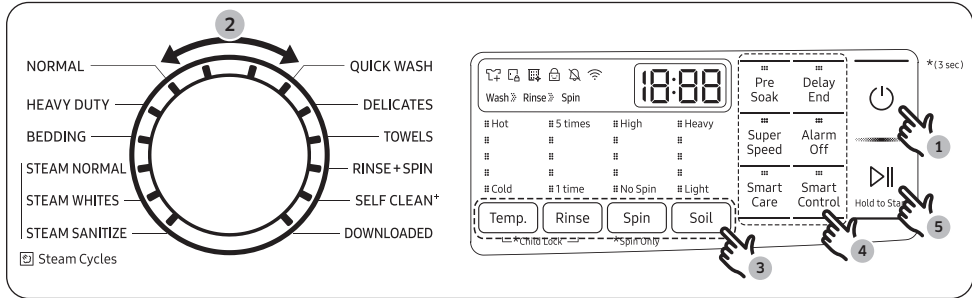 2
NORMAL
HEAVY DUTY
BEDDING
STEAM NORMAL
STEAM WHITES
STEAM SANITIZE
Steam Cycles
QUICK WASH
DELICATES
TOWELS
RINSE+SPIN
SELF CLEAN+
DOWNLOADED
Wash》 Rinse》 Spin
18:88
Hot 5 times High Heavy
Cold 1 time No Spin Light
Temp. Rinse Spin Soil
*Child Lock *Spin Only
3
Pre Soak
Delay End
Super Speed
Alarm Off
Smart Care
Smart Control
4
*(3 sec)
1
Hold to Start
5